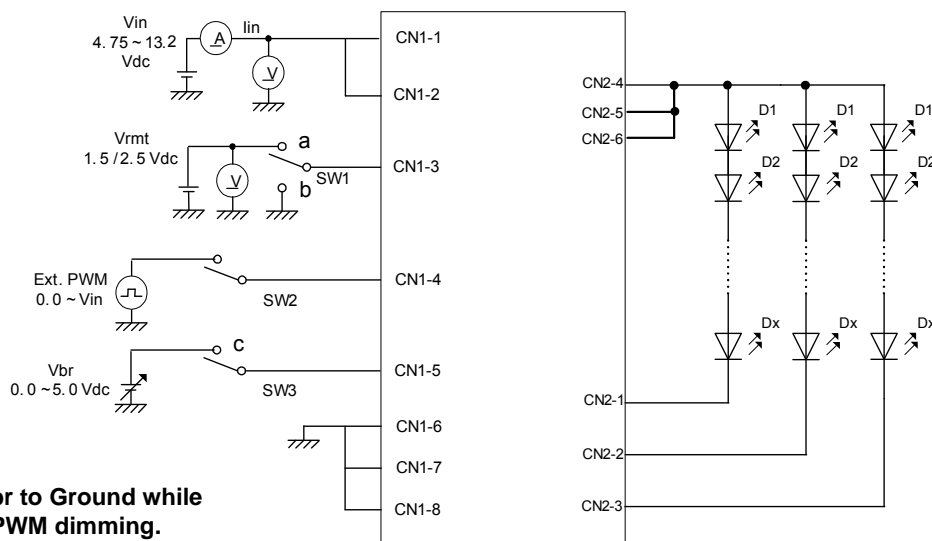 Vin
4.75 ~ 13.2
Vdc
A
Iin
V
CN1-1
CN1-2
Vrmt
1.5 / 2.5 Vdc
V
a
b
SW1
CN1-3
Ext. PWM
0.0 ~ Vin
SW2
CN1-4
Vbr
0.0 ~ 5.0 Vdc
c
SW3
CN1-5
CN1-6
CN1-7
CN1-8
CN2-4
CN2-5
CN2-6
D1
D1
D1
D2
D2
D2
Dx
Dx
Dx
CN2-1
CN2-2
CN2-3
to Ground while
PWM dimming.